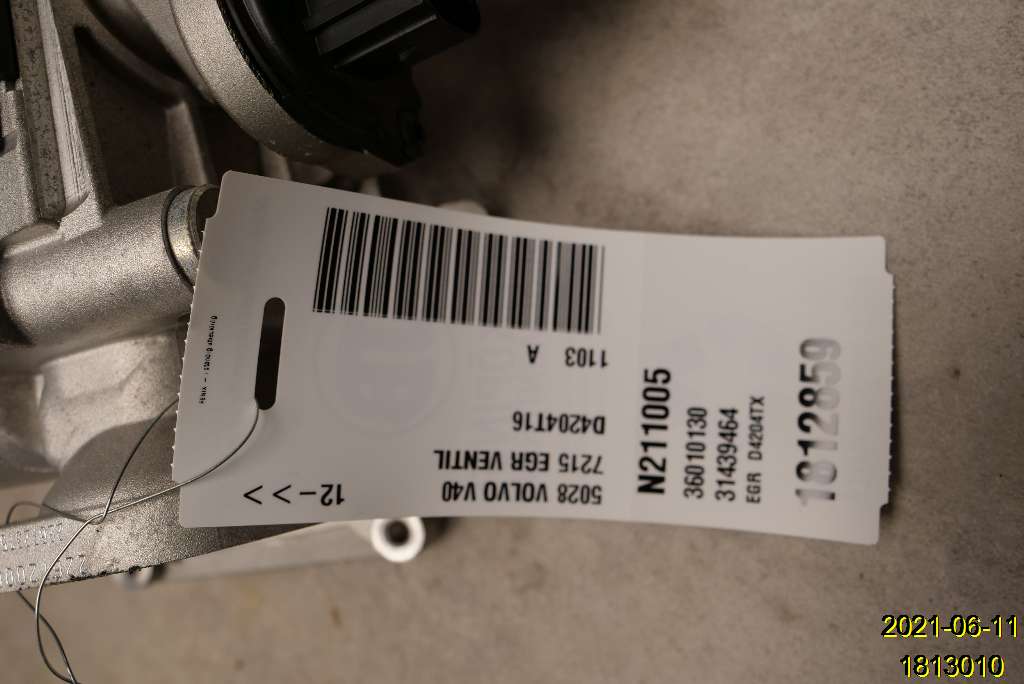 12–>>
5028 VOLVO V40
7215 EGR VENTIL
D4204T16
1103 A
N211005
36010130
31439464
EGR D4204TX
1812859
2021-06-11
1813010